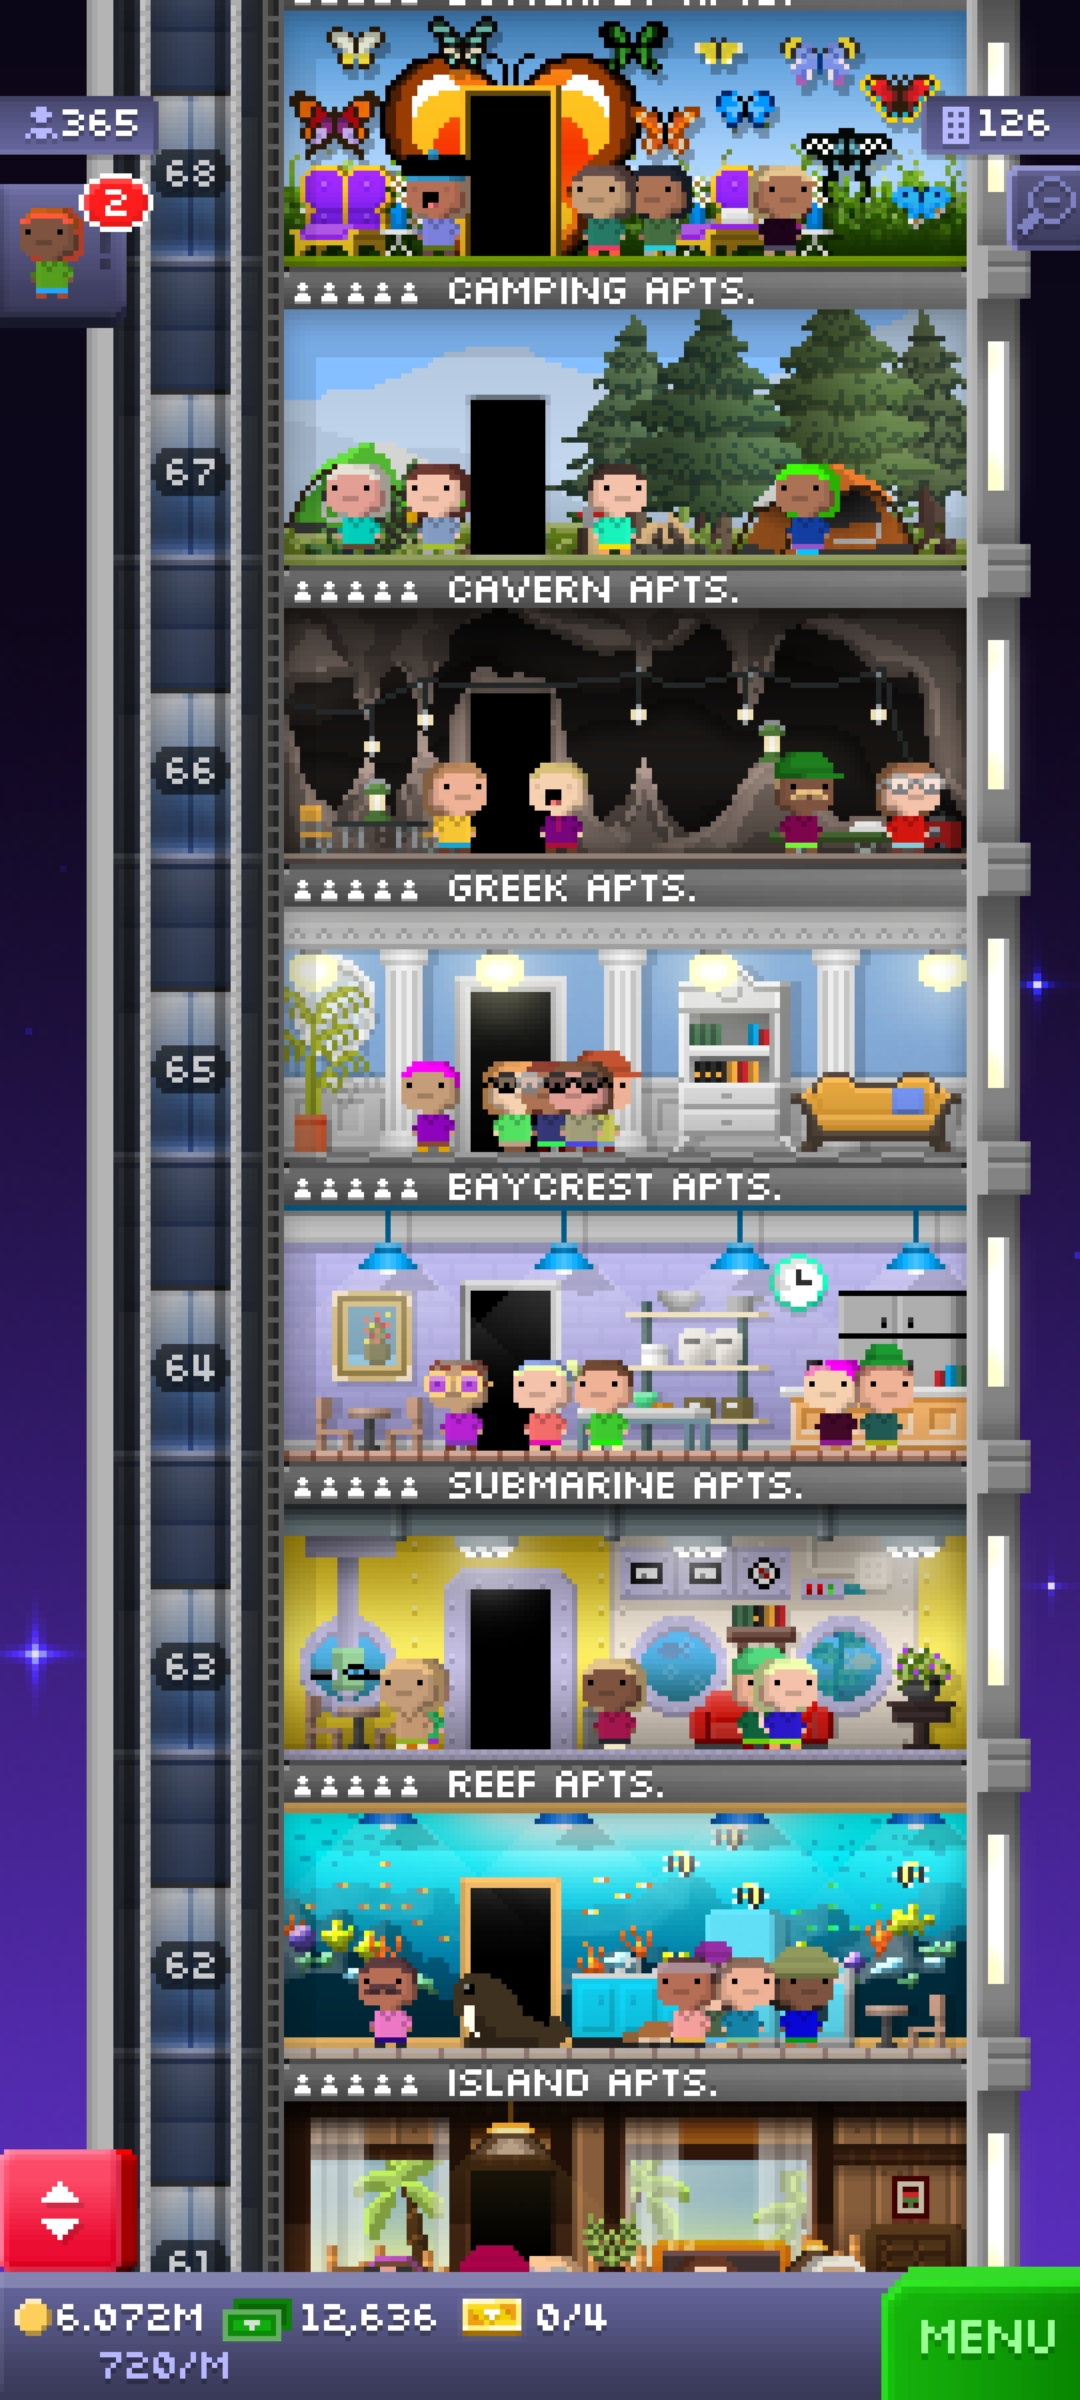 365
126
2
68
CAMPING APTS.
67
CAVERN APTS.
66
GREEK APTS.
65
BAYCREST APTS.
64
SUBMARINE APTS.
63
REEF APTS.
62
ISLAND APTS.
61
6.072M 12,636 0/4
720/M
MENU